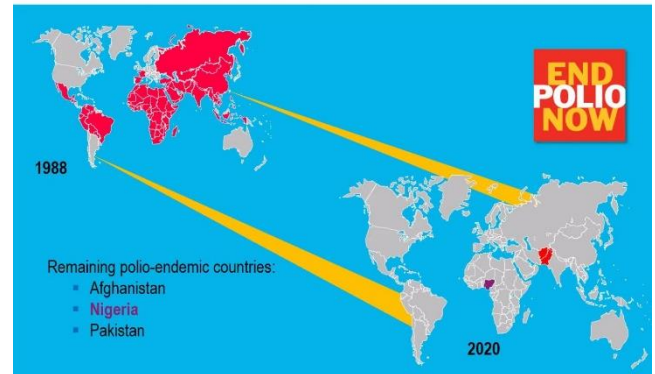 END
POLIO
NOW
1988
Remaining polio-endemic countries:
Afghanistan
Nigeria
Pakistan
2020